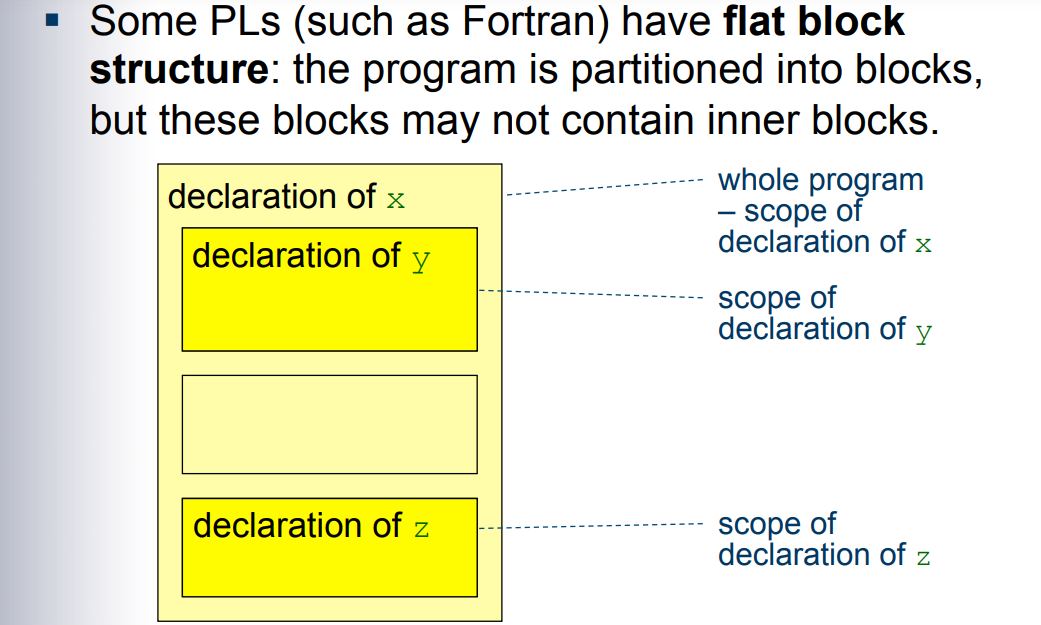 Some PLs (such as Fortran) have flat block
structure: the program is partitioned into blocks,
but these blocks may not contain inner blocks.
declaration of x
whole program
– scope of
declaration of x
declaration of y
scope of
declaration of y
declaration of z
scope of
declaration of z